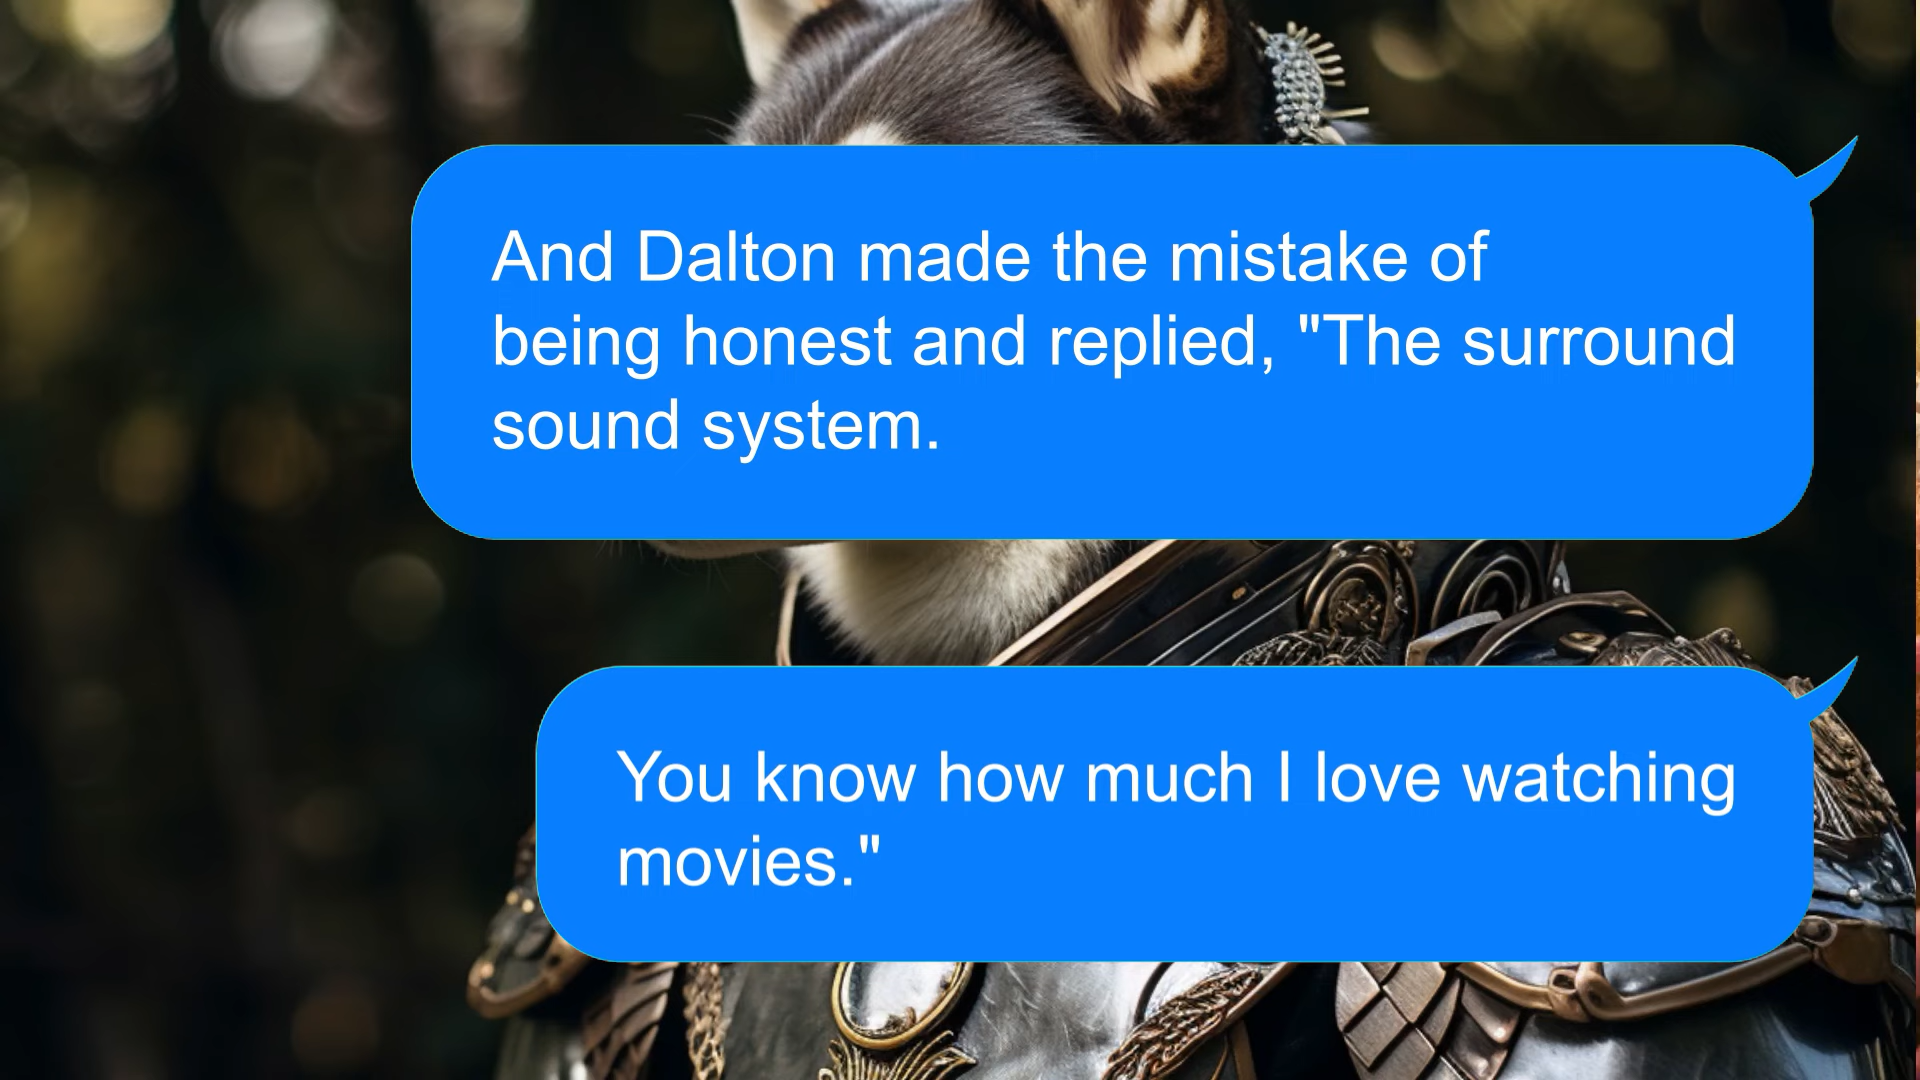 And Dalton made the mistake of
being honest and replied, "The surround
sound system.
You know how much I love watching
movies."